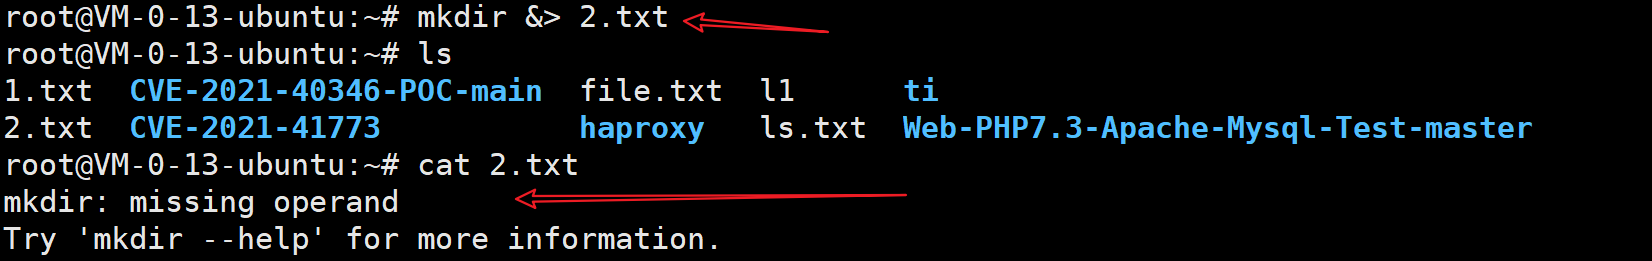 root@VM-0-13-ubuntu:~# mkdir &> 2.txt
root@VM-0-13-ubuntu:~# ls
1.txt  CVE-2021-40346-POC-main  file.txt  l1      ti
2.txt  CVE-2021-41773           haproxy   ls.txt  Web-PHP7.3-Apache-Mysql-Test-master
root@VM-0-13-ubuntu:~# cat 2.txt
mkdir: missing operand
Try 'mkdir --help' for more information.